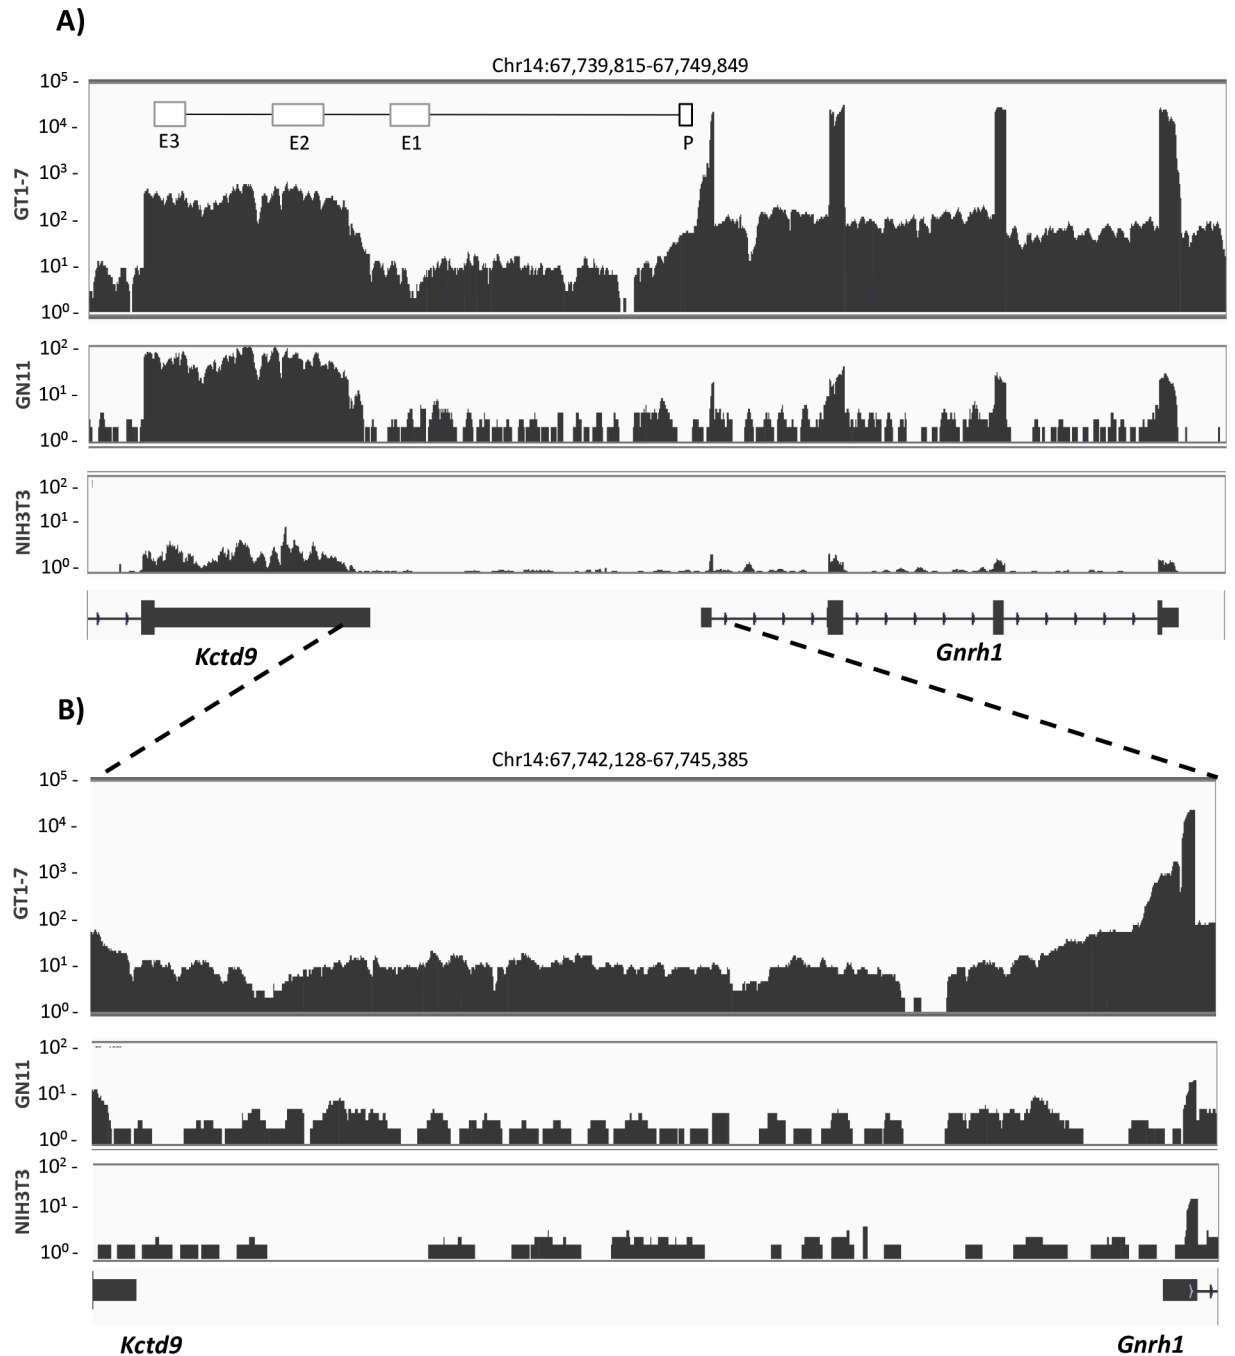 A)
Chr14:67,739,815-67,749,849
GT1-7
10⁵ -
10⁴ -
10³ -
10² -
10¹ -
10⁰ -
E3
E2
E1
P
GN11
10² -
10¹ -
10⁰ -
NIH3T3
10² -
10¹ -
10⁰ -
Kctd9
Gnrh1
B)
Chr14:67,742,128-67,745,385
GT1-7
10⁵ -
10⁴ -
10³ -
10² -
10¹ -
10⁰ -
GN11
10² -
10¹ -
10⁰ -
NIH3T3
10² -
10¹ -
10⁰ -
Kctd9
Gnrh1